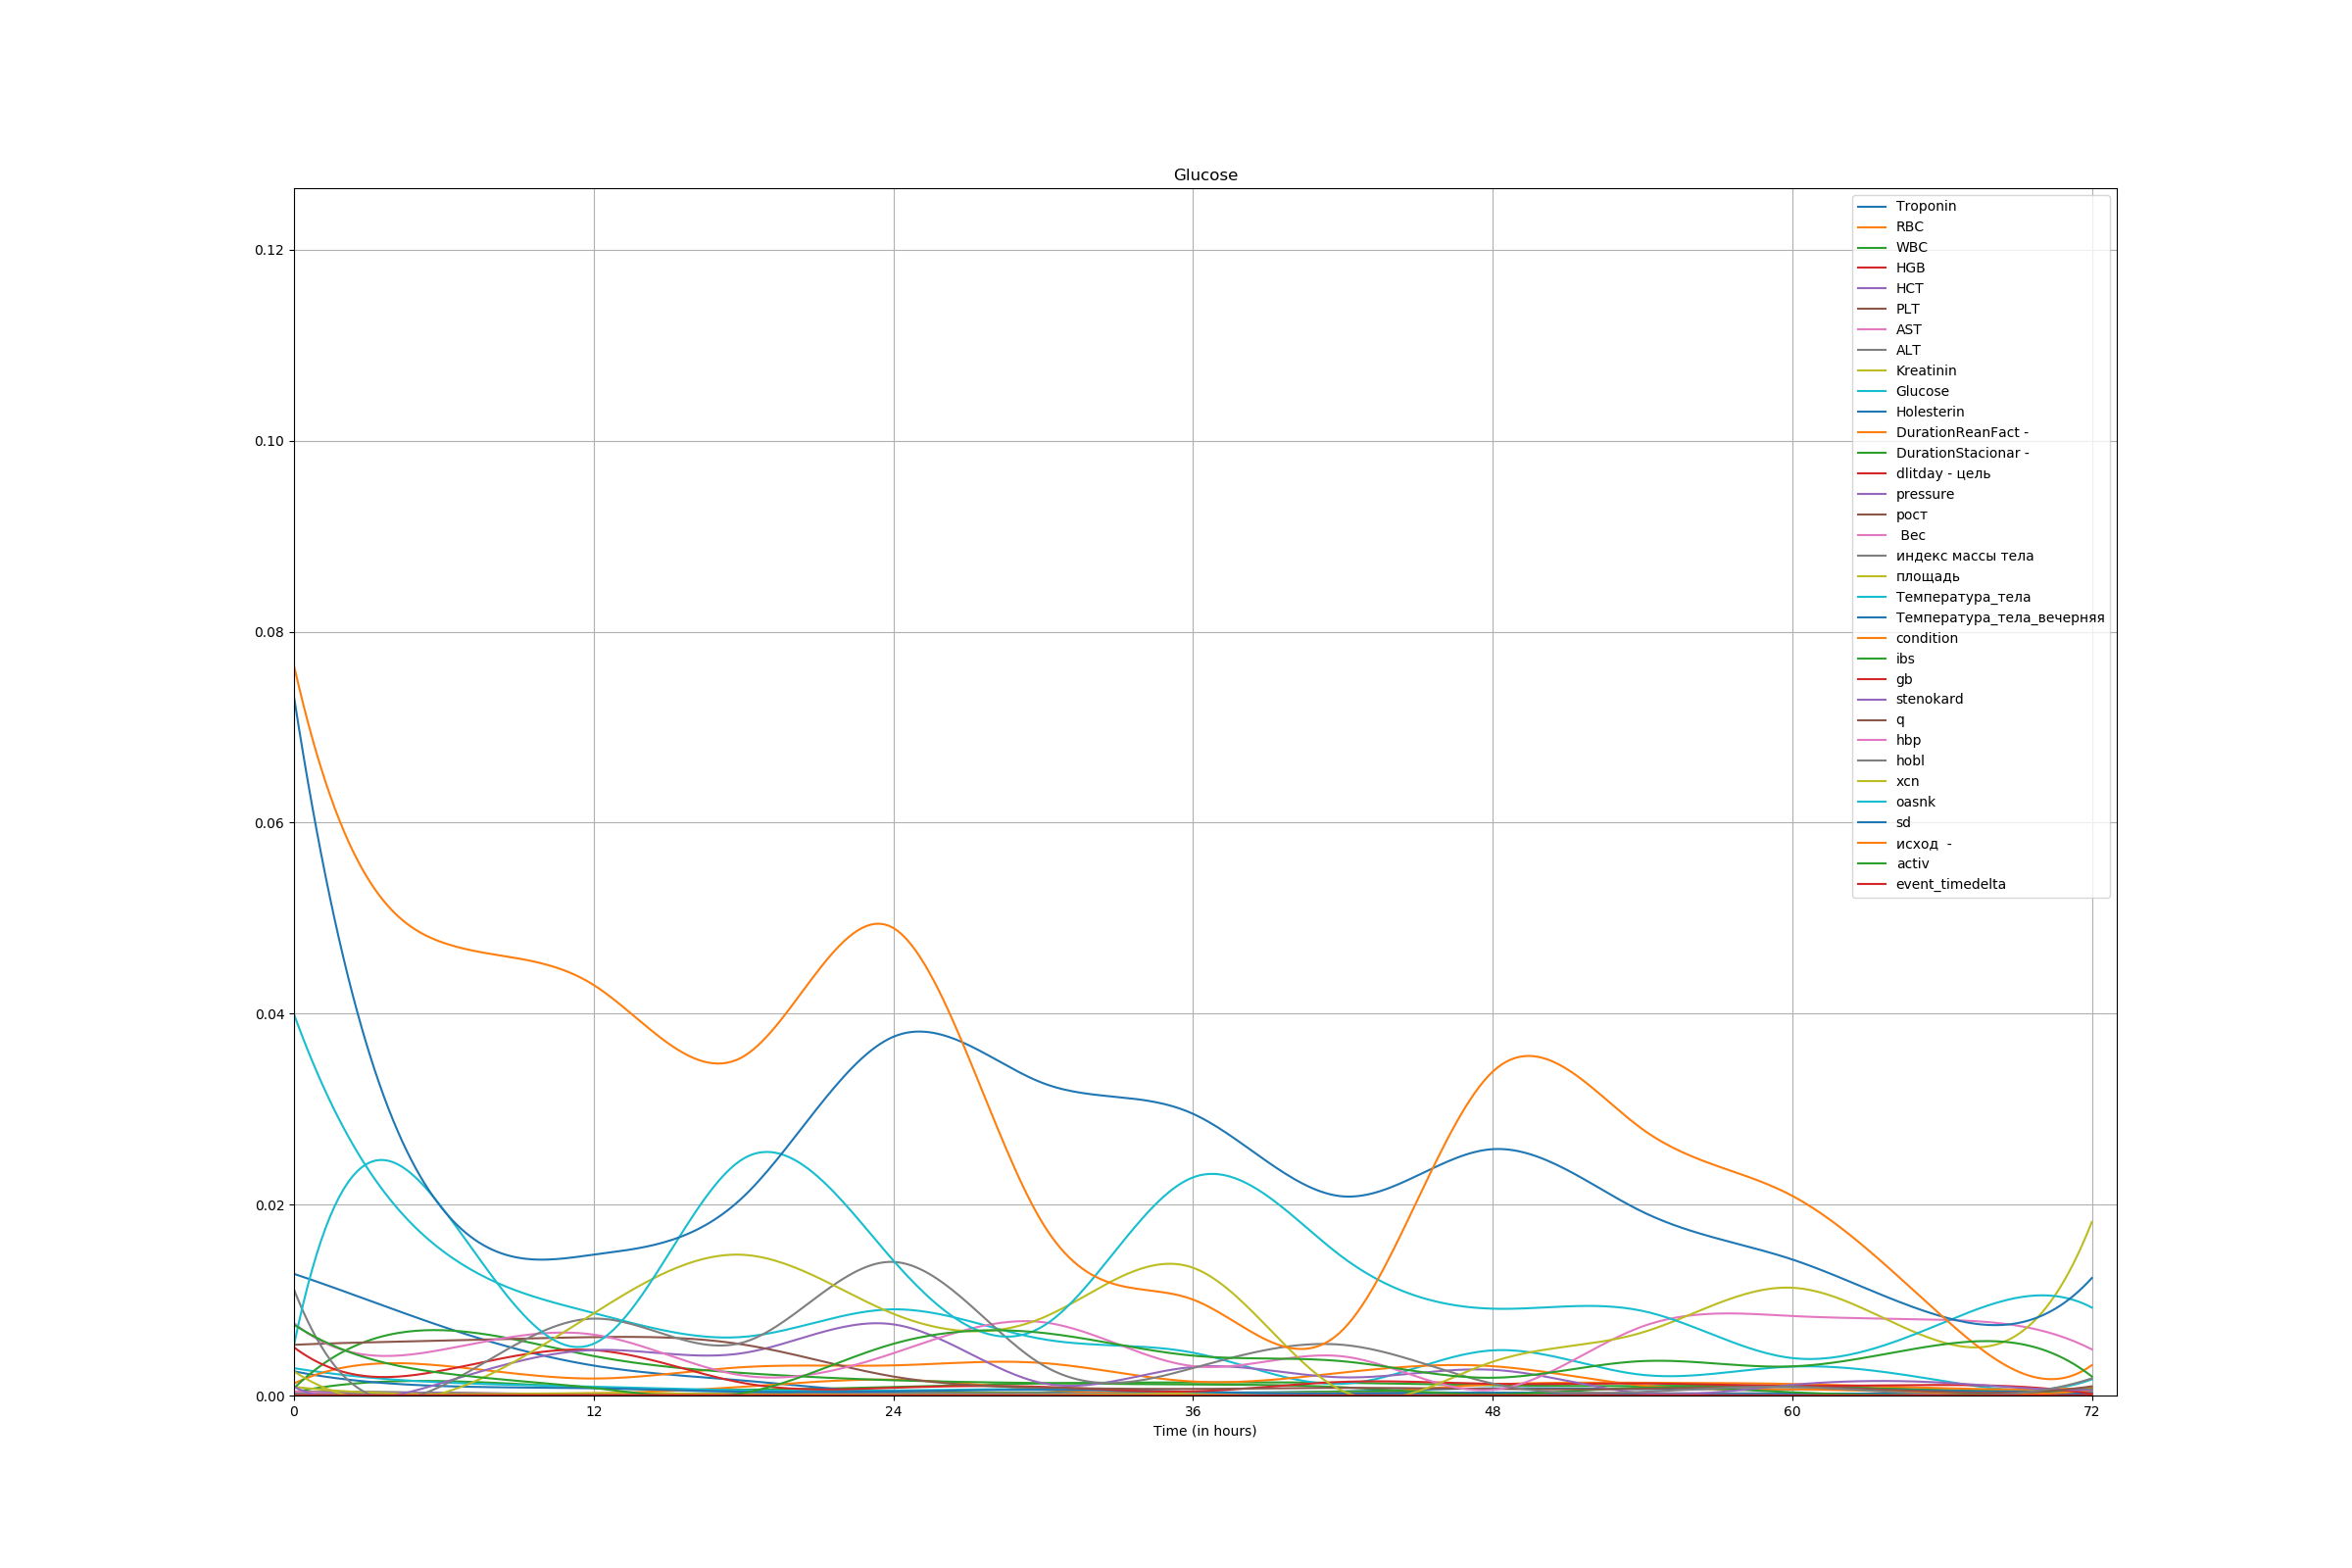 Glucose
0.12
0.10
0.08
0.06
0.04
0.02
0.00
0 12 24 36 48 60 72
Time (in hours)
Troponin
RBC
WBC
HGB
HCT
PLT
AST
ALT
Kreatinin
Glucose
Holesterin
DurationReanFact -
DurationStacionar -
dlitday - цель
pressure
рост
Вес
индекс массы тела
площадь
Температура_тела
Температура_тела_вечерняя
condition
ibs
gb
stenokard
q
hbp
hobl
xcn
oasnk
sd
исход  -
activ
event_timedelta